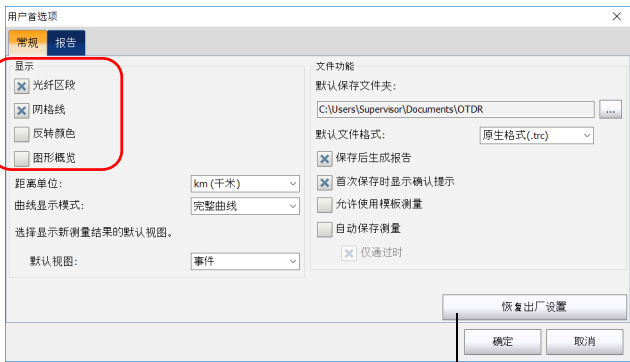 用户首选项
常规 报告
显示
光纤区段
网格线
反转颜色
图形概览
距离单位: km (千米)
曲线显示模式: 完整曲线
选择显示新测量结果的默认视图。
默认视图: 事件
文件功能
默认保存文件夹:
C:\Users\Supervisor\Documents\OTDR ...
默认文件格式: 原生格式(.trc)
保存后生成报告
首次保存时显示确认提示
允许使用模板测量
自动保存测量
仅通过时
恢复出厂设置
确定 取消